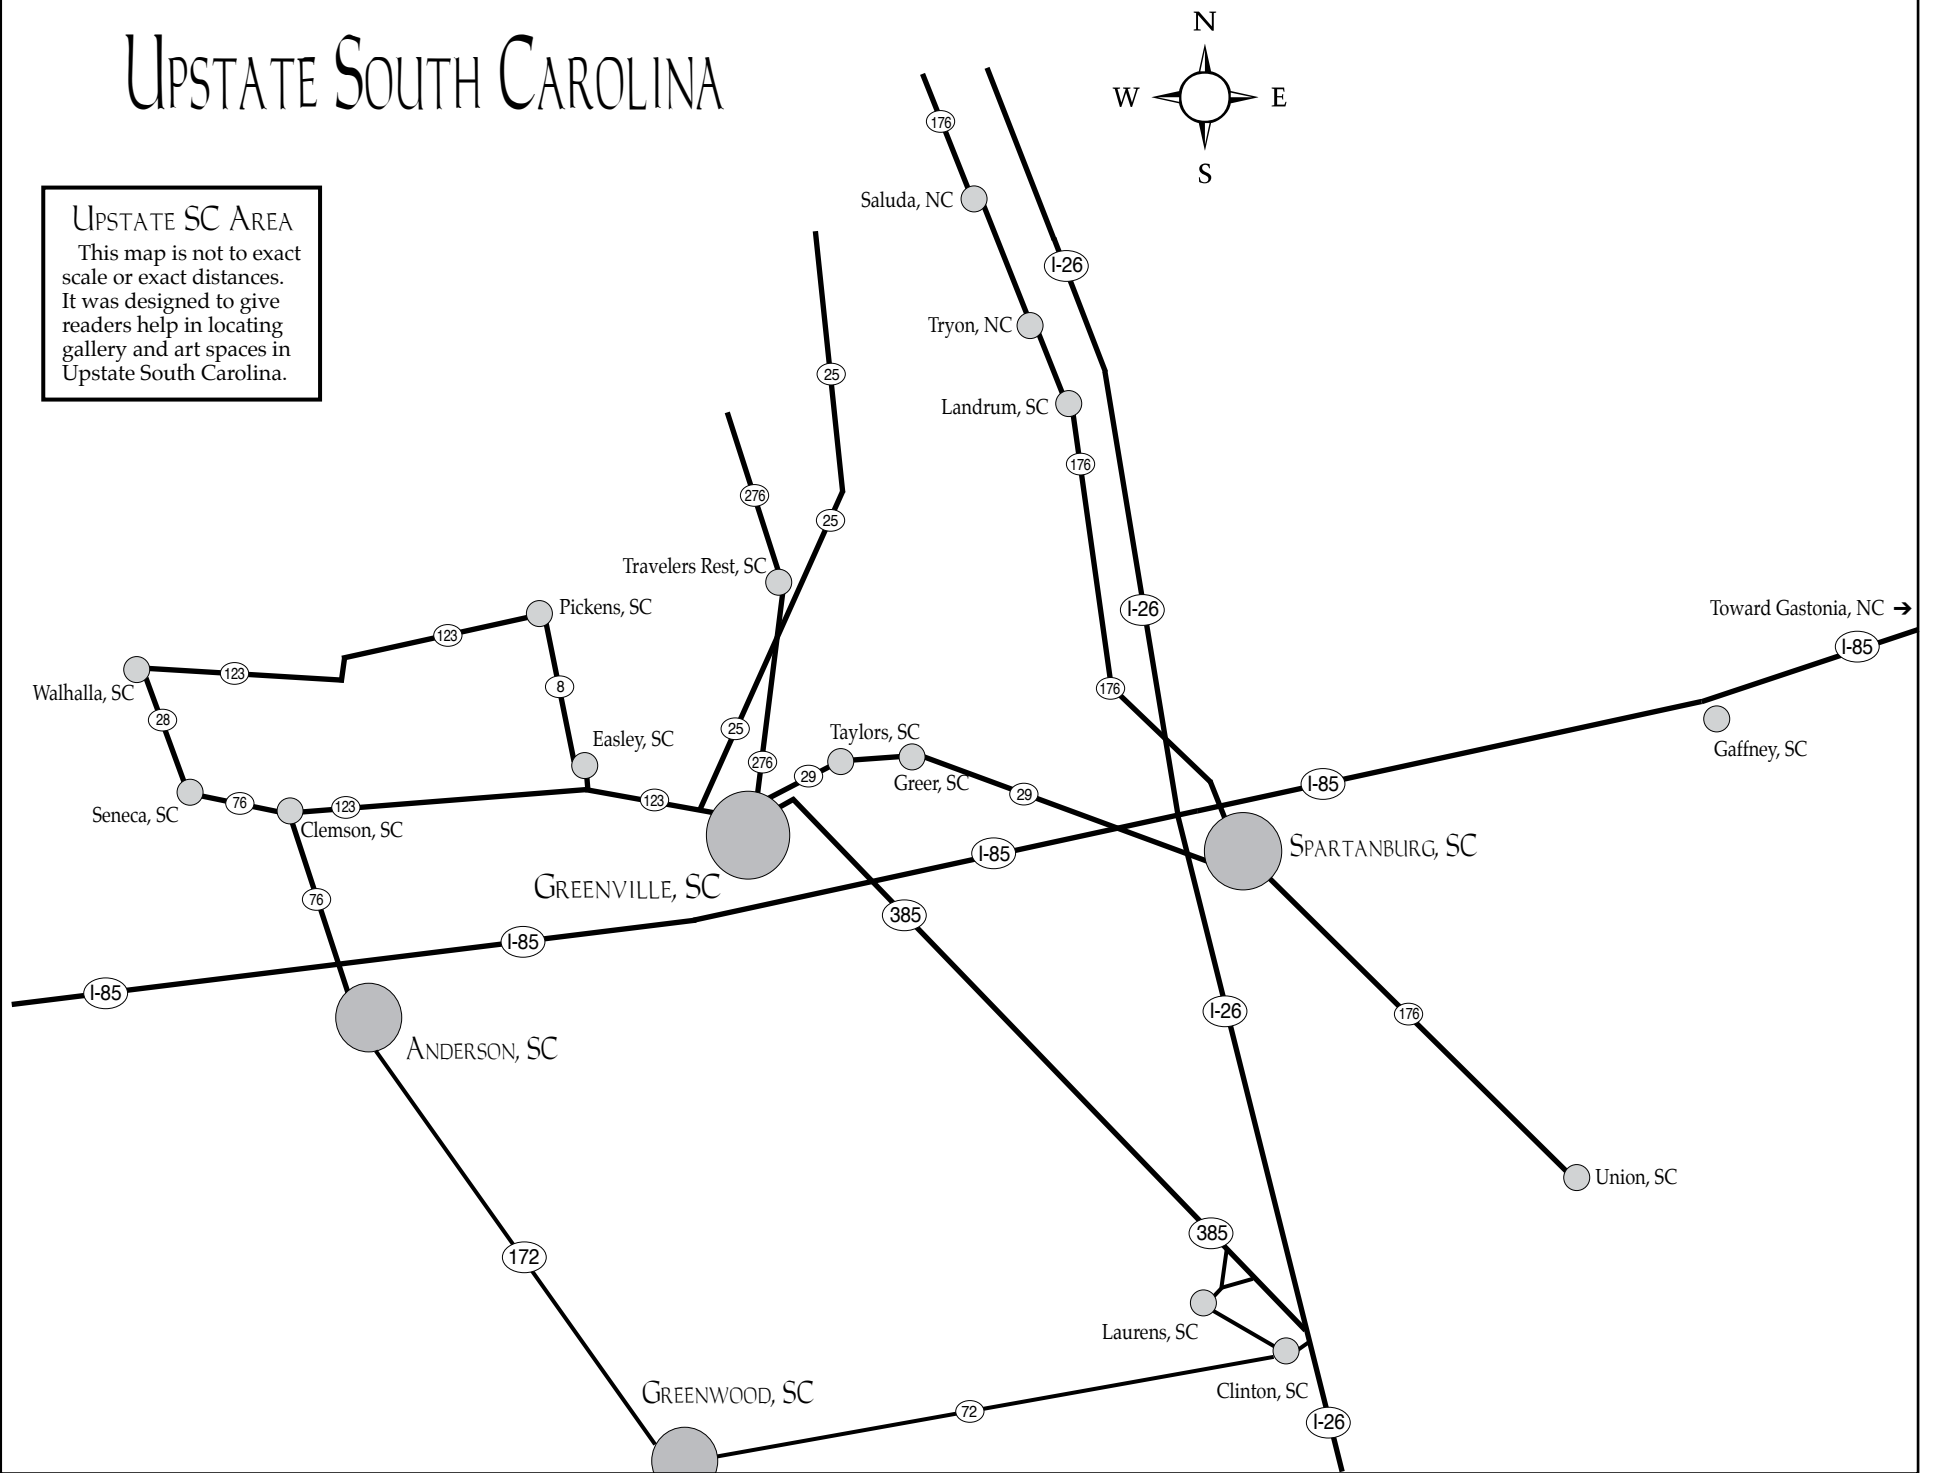 UPSTATE SOUTH CAROLINA
N
W E
S
UPSTATE SC AREA
This map is not to exact
scale or exact distances.
It was designed to give
readers help in locating
gallery and art spaces in
Upstate South Carolina.
176
Saluda, NC
I-26
Tryon, NC
25
Landrum, SC
176
276
25
Travelers Rest, SC
Pickens, SC
I-26
Toward Gastonia, NC ➔
123
I-85
123
Walhalla, SC
8
176
28
25
Gaffney, SC
Easley, SC
Taylors, SC
276
29
Greer, SC
I-85
Seneca, SC
76
123
123
29
Clemson, SC
SPARTANBURG, SC
I-85
GREENVILLE, SC
76
385
I-85
I-85
I-26
176
ANDERSON, SC
Union, SC
385
172
Laurens, SC
GREENWOOD, SC
Clinton, SC
72
I-26